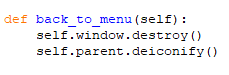 def back_to_menu(self):
    self.window.destroy()
    self.parent.deiconify()